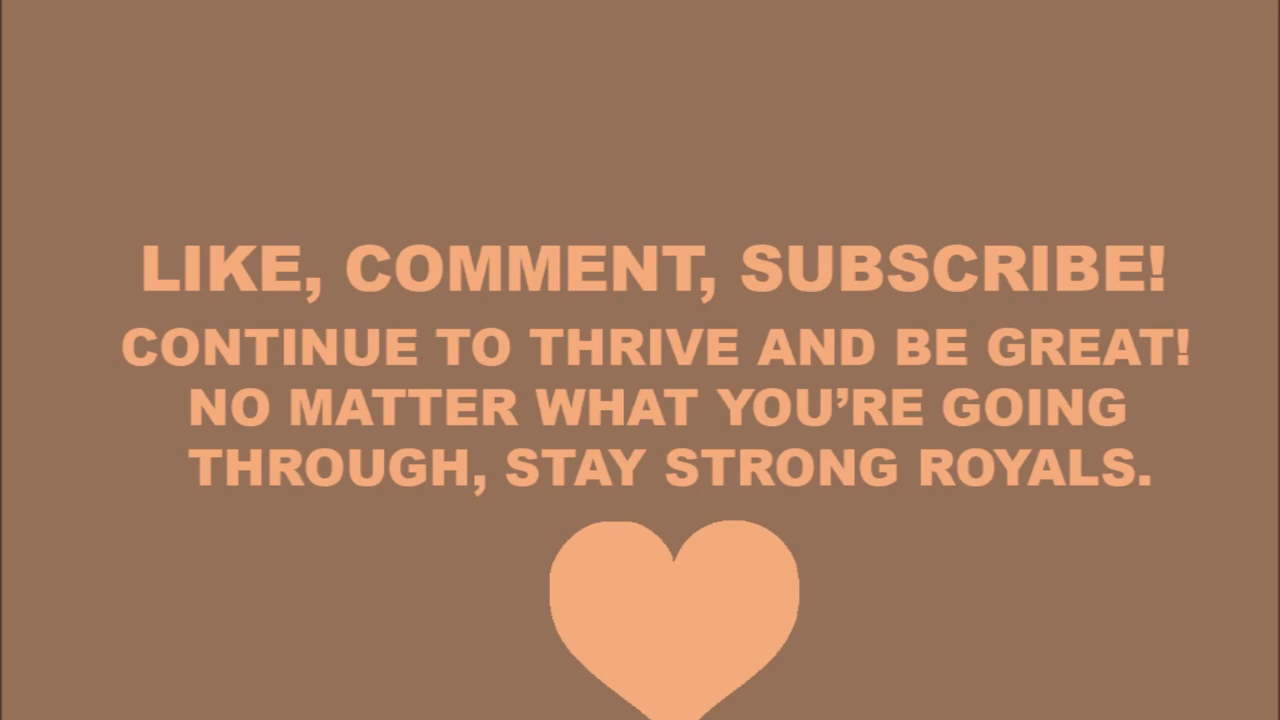 LIKE, COMMENT, SUBSCRIBE!
CONTINUE TO THRIVE AND BE GREAT!
NO MATTER WHAT YOU’RE GOING
THROUGH, STAY STRONG ROYALS.